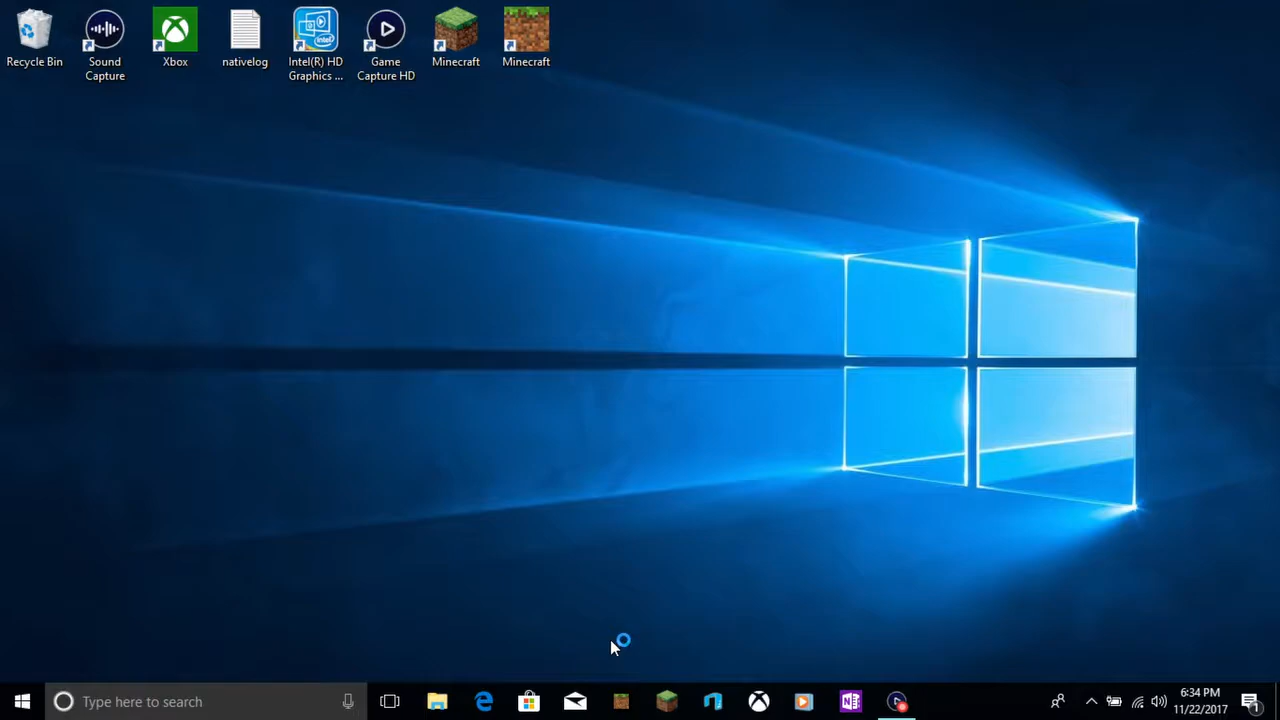 Recycle Bin
Sound
Capture
Xbox
nativelog
Intel(R) HD
Graphics ...
Game
Capture HD
Minecraft
Minecraft
Type here to search
6:34 PM
11/22/2017